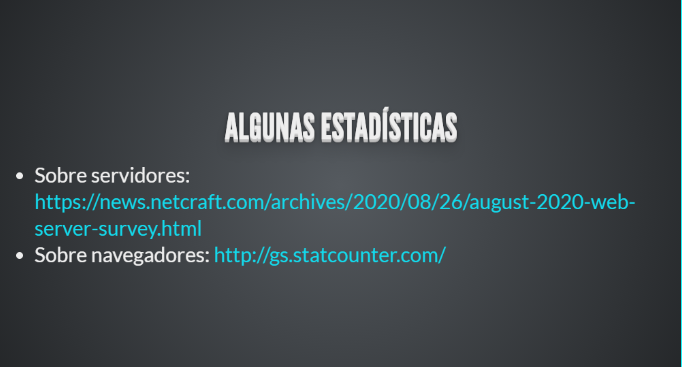 ALGUNAS ESTADÍSTICAS
Sobre servidores:
https://news.netcraft.com/archives/2020/08/26/august-2020-web-
server-survey.html
Sobre navegadores: http://gs.statcounter.com/